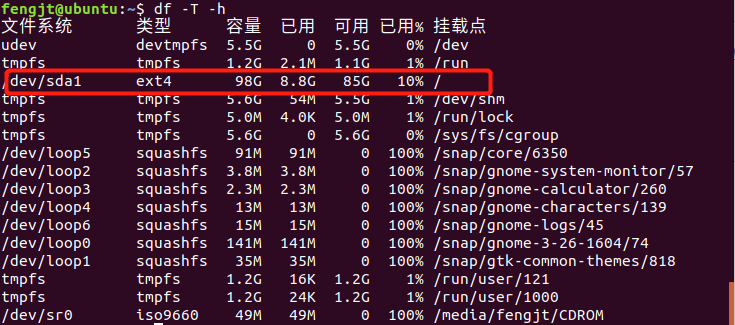 fengjt@ubuntu:~$ df -T -h
文件系统 类型 容量 已用 可用 已用% 挂载点
udev devtmpfs 5.5G 0 5.5G 0% /dev
tmpfs tmpfs 1.2G 2.1M 1.1G 1% /run
/dev/sda1 ext4 98G 8.8G 85G 10% /
tmpfs tmpfs 5.6G 54M 5.5G 1% /dev/shm
tmpfs tmpfs 5.0M 4.0K 5.0M 1% /run/lock
tmpfs tmpfs 5.6G 0 5.6G 0% /sys/fs/cgroup
/dev/loop5 squashfs 91M 91M 0 100% /snap/core/6350
/dev/loop2 squashfs 3.8M 3.8M 0 100% /snap/gnome-system-monitor/57
/dev/loop3 squashfs 2.3M 2.3M 0 100% /snap/gnome-calculator/260
/dev/loop4 squashfs 13M 13M 0 100% /snap/gnome-characters/139
/dev/loop6 squashfs 15M 15M 0 100% /snap/gnome-logs/45
/dev/loop0 squashfs 141M 141M 0 100% /snap/gnome-3-26-1604/74
/dev/loop1 squashfs 35M 35M 0 100% /snap/gtk-common-themes/818
tmpfs tmpfs 1.2G 16K 1.2G 1% /run/user/121
tmpfs tmpfs 1.2G 24K 1.2G 1% /run/user/1000
/dev/sr0 iso9660 49M 49M 0 100% /media/fengjt/CDROM